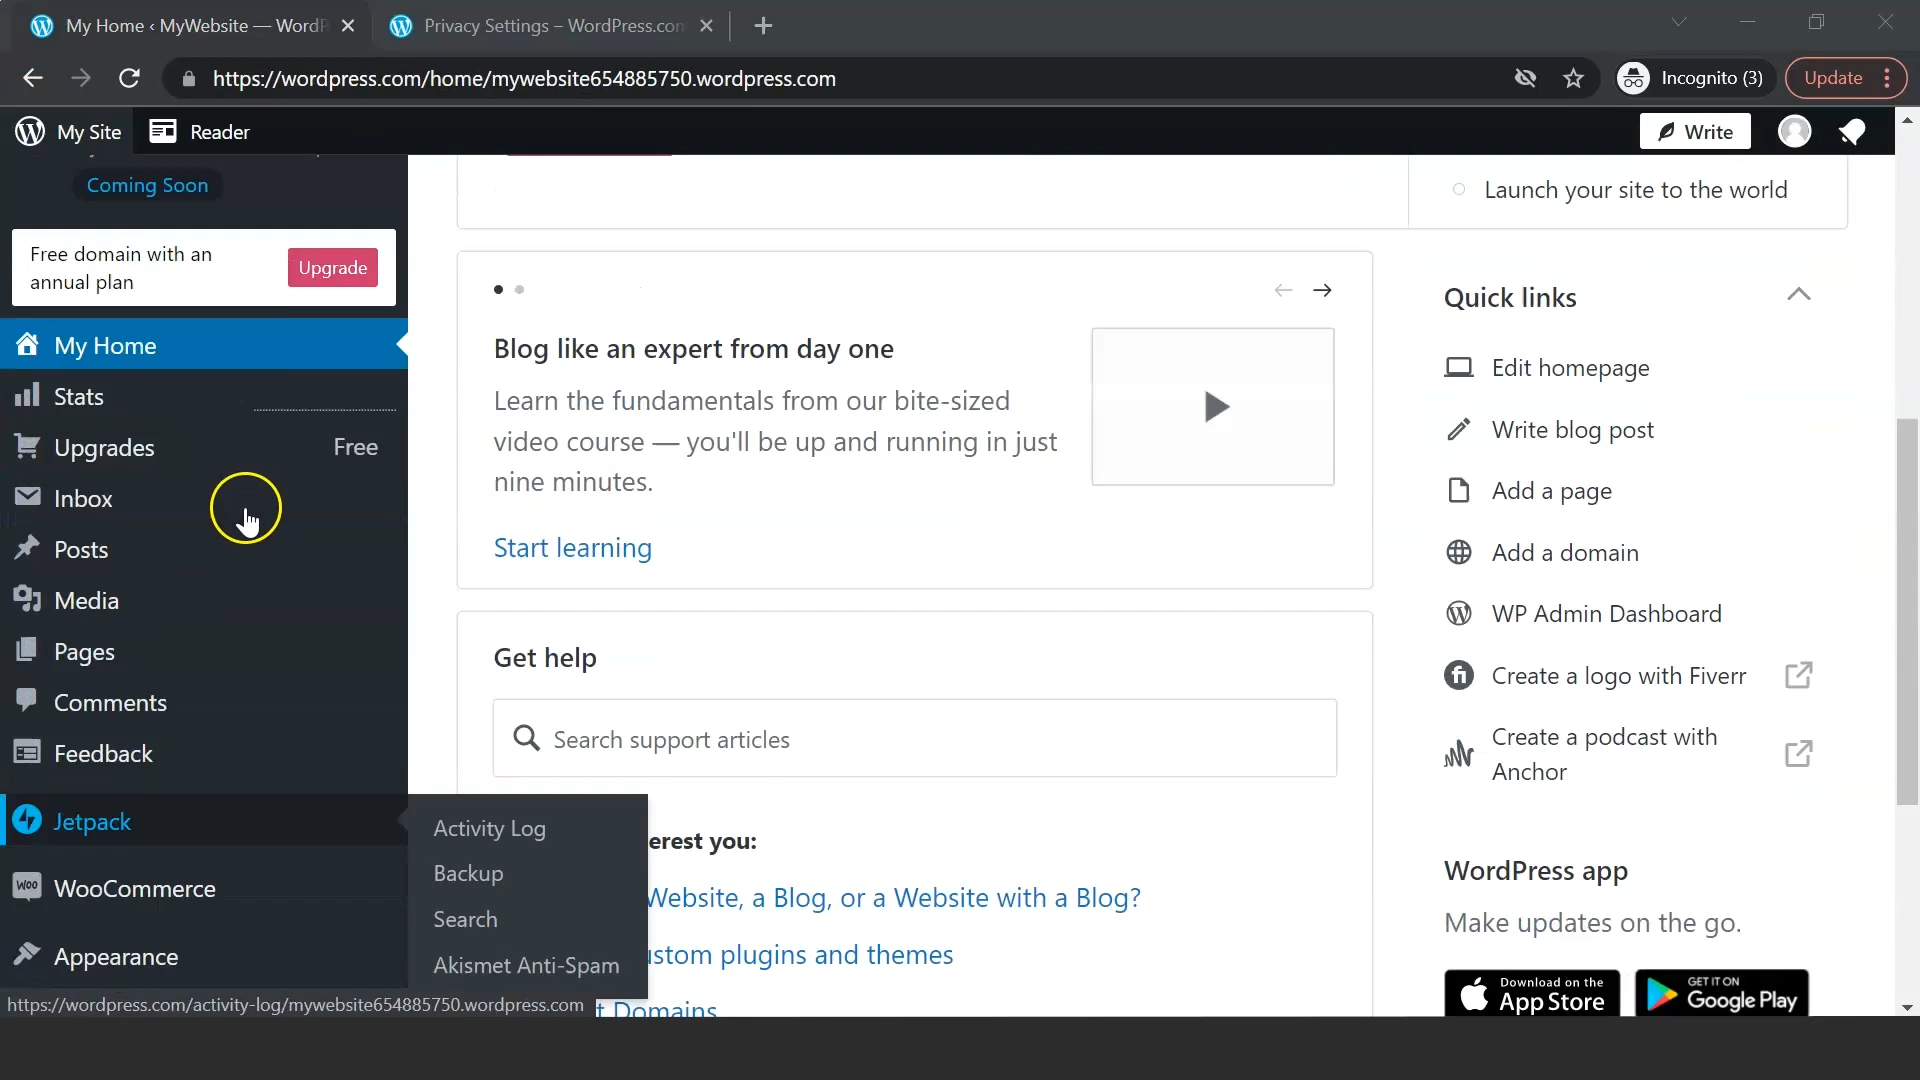 My Home ‹ MyWebsite — WordP
Privacy Settings – WordPress.com
https://wordpress.com/home/mywebsite654885750.wordpress.com
Incognito (3)
Update
My Site
Reader
Write
Coming Soon
Free domain with an
annual plan
Upgrade
My Home
Stats
Upgrades
Free
Inbox
Posts
Media
Pages
Comments
Feedback
Jetpack
WooCommerce
Appearance
Activity Log
Backup
Search
Akismet Anti-Spam
https://wordpress.com/activity-log/mywebsite654885750.wordpress.com
Launch your site to the world
Blog like an expert from day one
Learn the fundamentals from our bite-sized
video course — you'll be up and running in just
nine minutes.
Start learning
Get help
Search support articles
erest you:
Website, a Blog, or a Website with a Blog?
ustom plugins and themes
t Domains
Quick links
Edit homepage
Write blog post
Add a page
Add a domain
WP Admin Dashboard
fi
Create a logo with Fiverr
Create a podcast with
Anchor
WordPress app
Make updates on the go.
Download on the
App Store
GET IT ON
Google Play